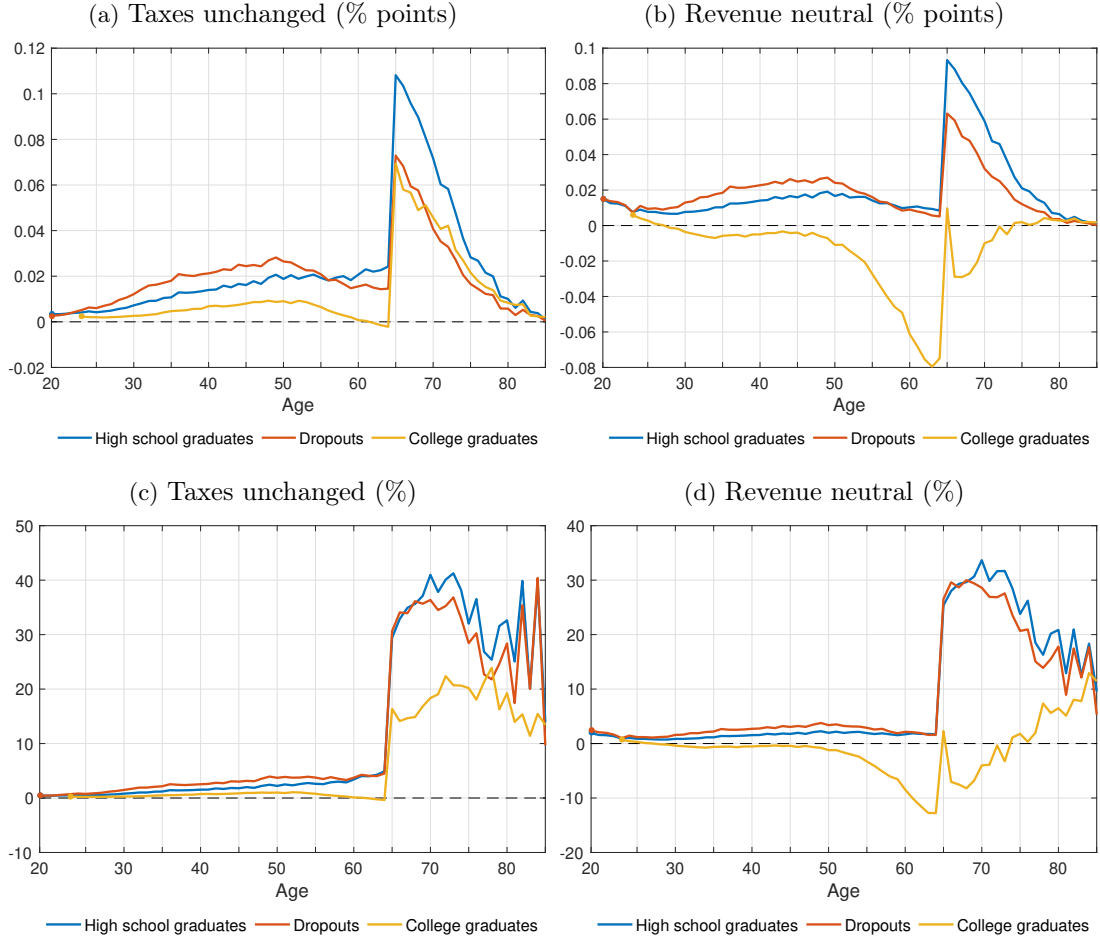 (a) Taxes unchanged (% points)
0.12
0.1
0.08
0.06
0.04
0.02
0
-0.02
20 30 40 50 60 70 80
Age
High school graduates Dropouts College graduates
(b) Revenue neutral (% points)
0.1
0.08
0.06
0.04
0.02
0
-0.02
-0.04
-0.06
-0.08
20 30 40 50 60 70 80
Age
High school graduates Dropouts College graduates
(c) Taxes unchanged (%)
50
40
30
20
10
0
-10
20 30 40 50 60 70 80
Age
High school graduates Dropouts College graduates
(d) Revenue neutral (%)
40
30
20
10
0
-10
-20
20 30 40 50 60 70 80
Age
High school graduates Dropouts College graduates